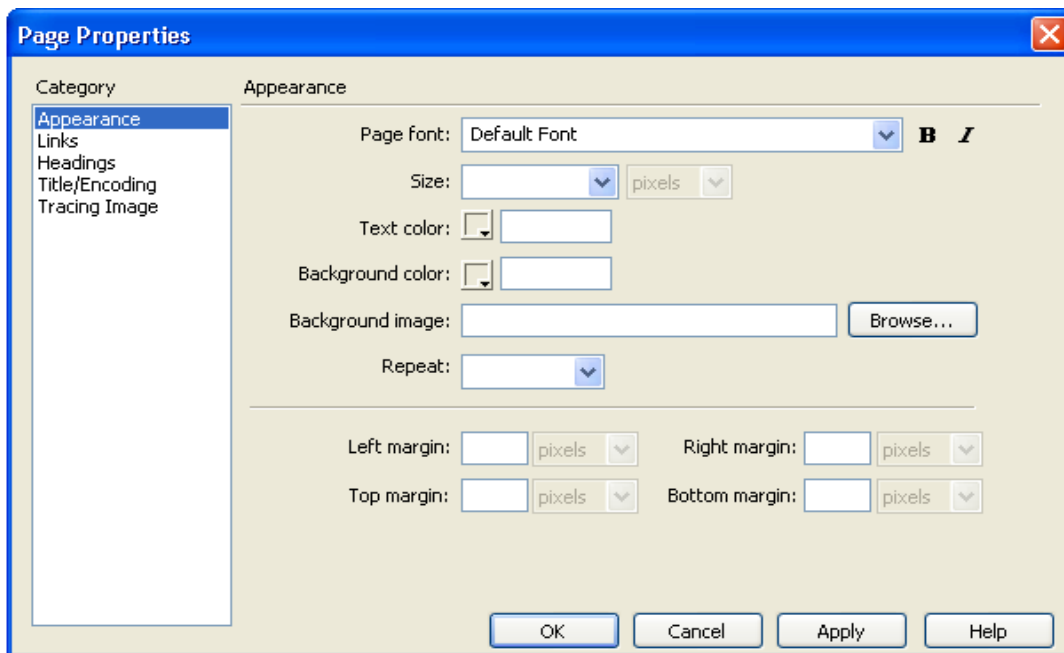 Page Properties
Category
Appearance
Links
Headings
Title/Encoding
Tracing Image
Appearance
Page font: Default Font B I
Size: pixels
Text color:
Background color:
Background image: Browse...
Repeat:
Left margin: pixels Right margin: pixels
Top margin: pixels Bottom margin: pixels
OK Cancel Apply Help